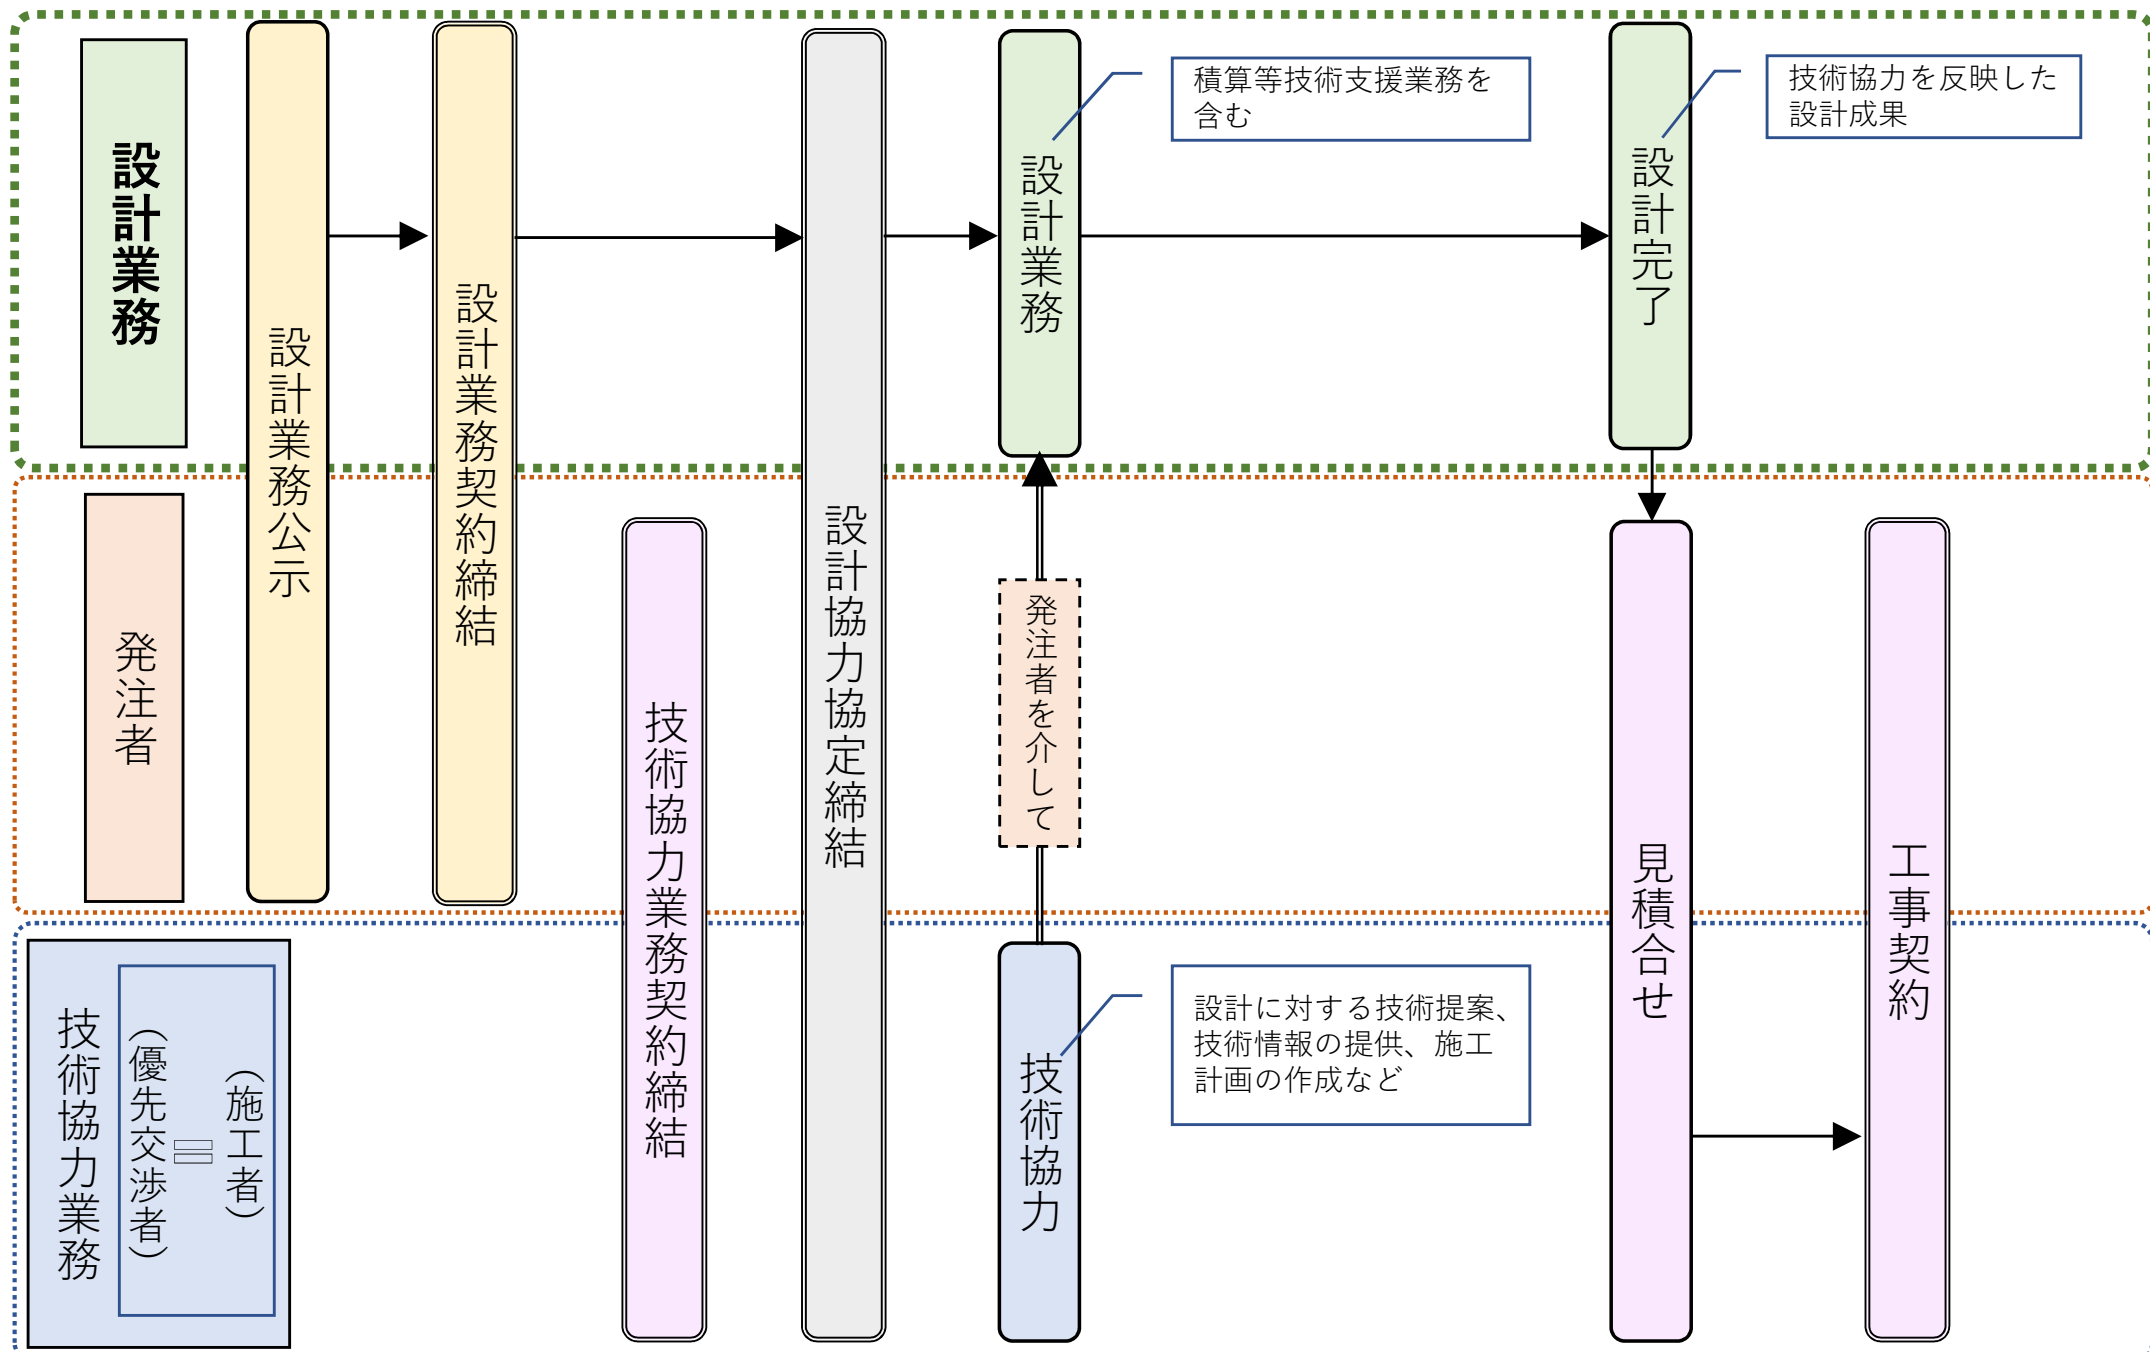 設計業務
設計業務公示
設計業務契約締結
設計協力協定締結
設計業務
積算等技術支援業務を
含む
設計完了
技術協力を反映した
設計成果
発注者
技術協力業務契約締結
発注者を介して
見積合せ
工事契約
技術協力業務
（優先交渉者）
＝
（施工者）
技術協力
設計に対する技術提案、
技術情報の提供、施工
計画の作成など